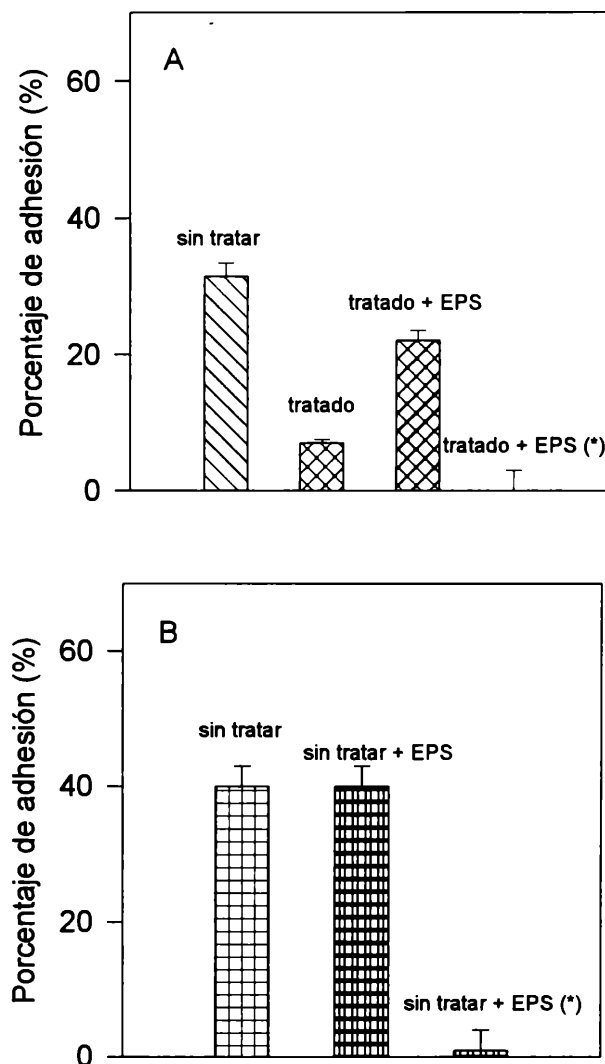 A
Porcentaje de adhesión (%)
60
40
20
0
sin tratar
tratado
tratado + EPS
tratado + EPS (*)
B
Porcentaje de adhesión (%)
60
40
20
0
sin tratar
sin tratar + EPS
sin tratar + EPS (*)